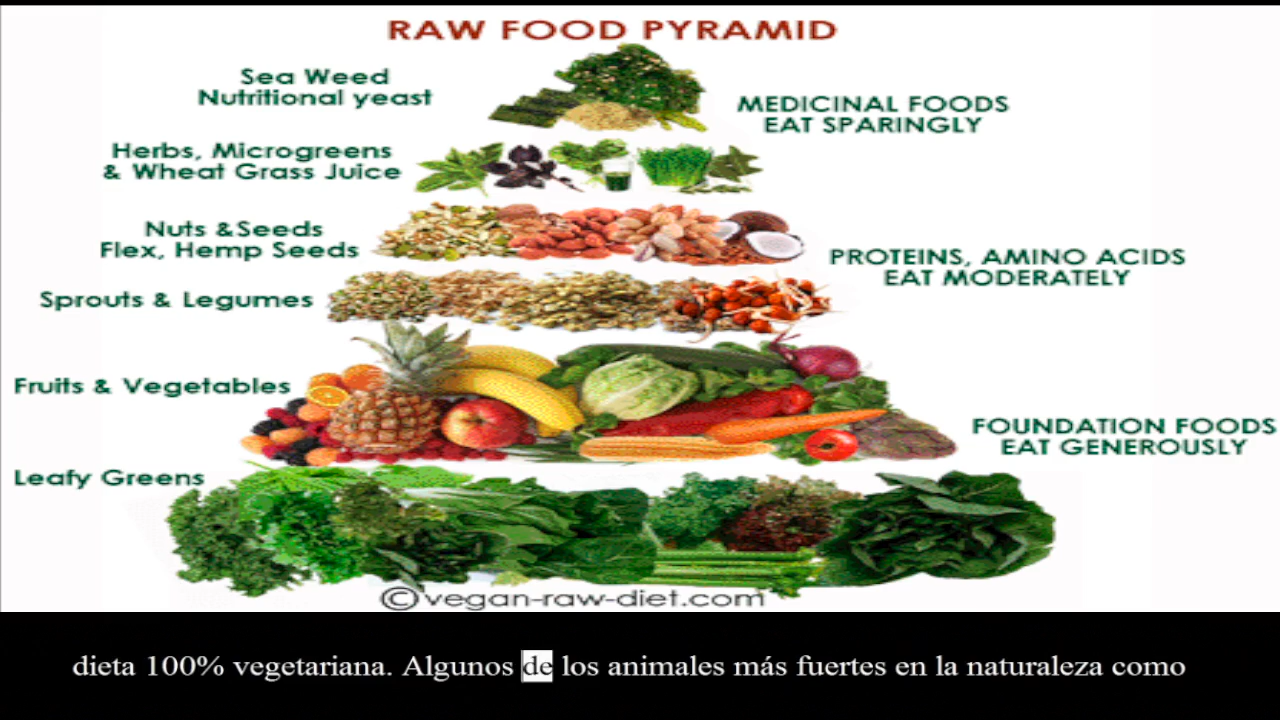 RAW FOOD PYRAMID
Sea Weed
Nutritional yeast
MEDICINAL FOODS
EAT SPARINGLY
Herbs, Microgreens
& Wheat Grass Juice
Nuts &Seeds
Flex, Hemp Seeds
PROTEINS, AMINO ACIDS
EAT MODERATELY
Sprouts & Legumes
Fruits & Vegetables
FOUNDATION FOODS
EAT GENEROUSLY
Leafy Greens
©vegan-raw-diet.com
dieta 100% vegetariana. Algunos de los animales más fuertes en la naturaleza como